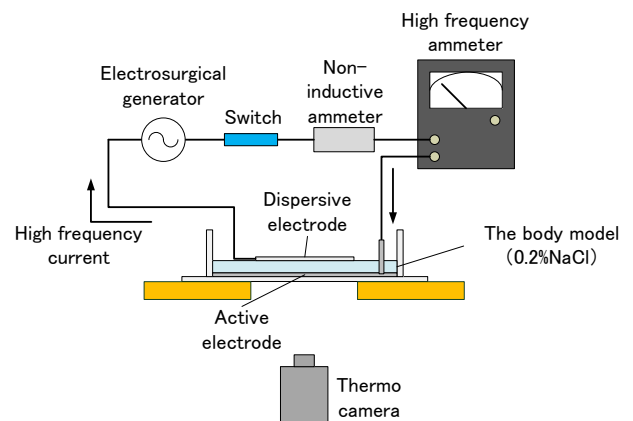 High frequency
ammeter
Electrosurgical
generator
Switch
Non-
inductive
ammeter
Dispersive
electrode
High frequency
current
The body model
（0.2%NaCl）
Active
electrode
Thermo
camera